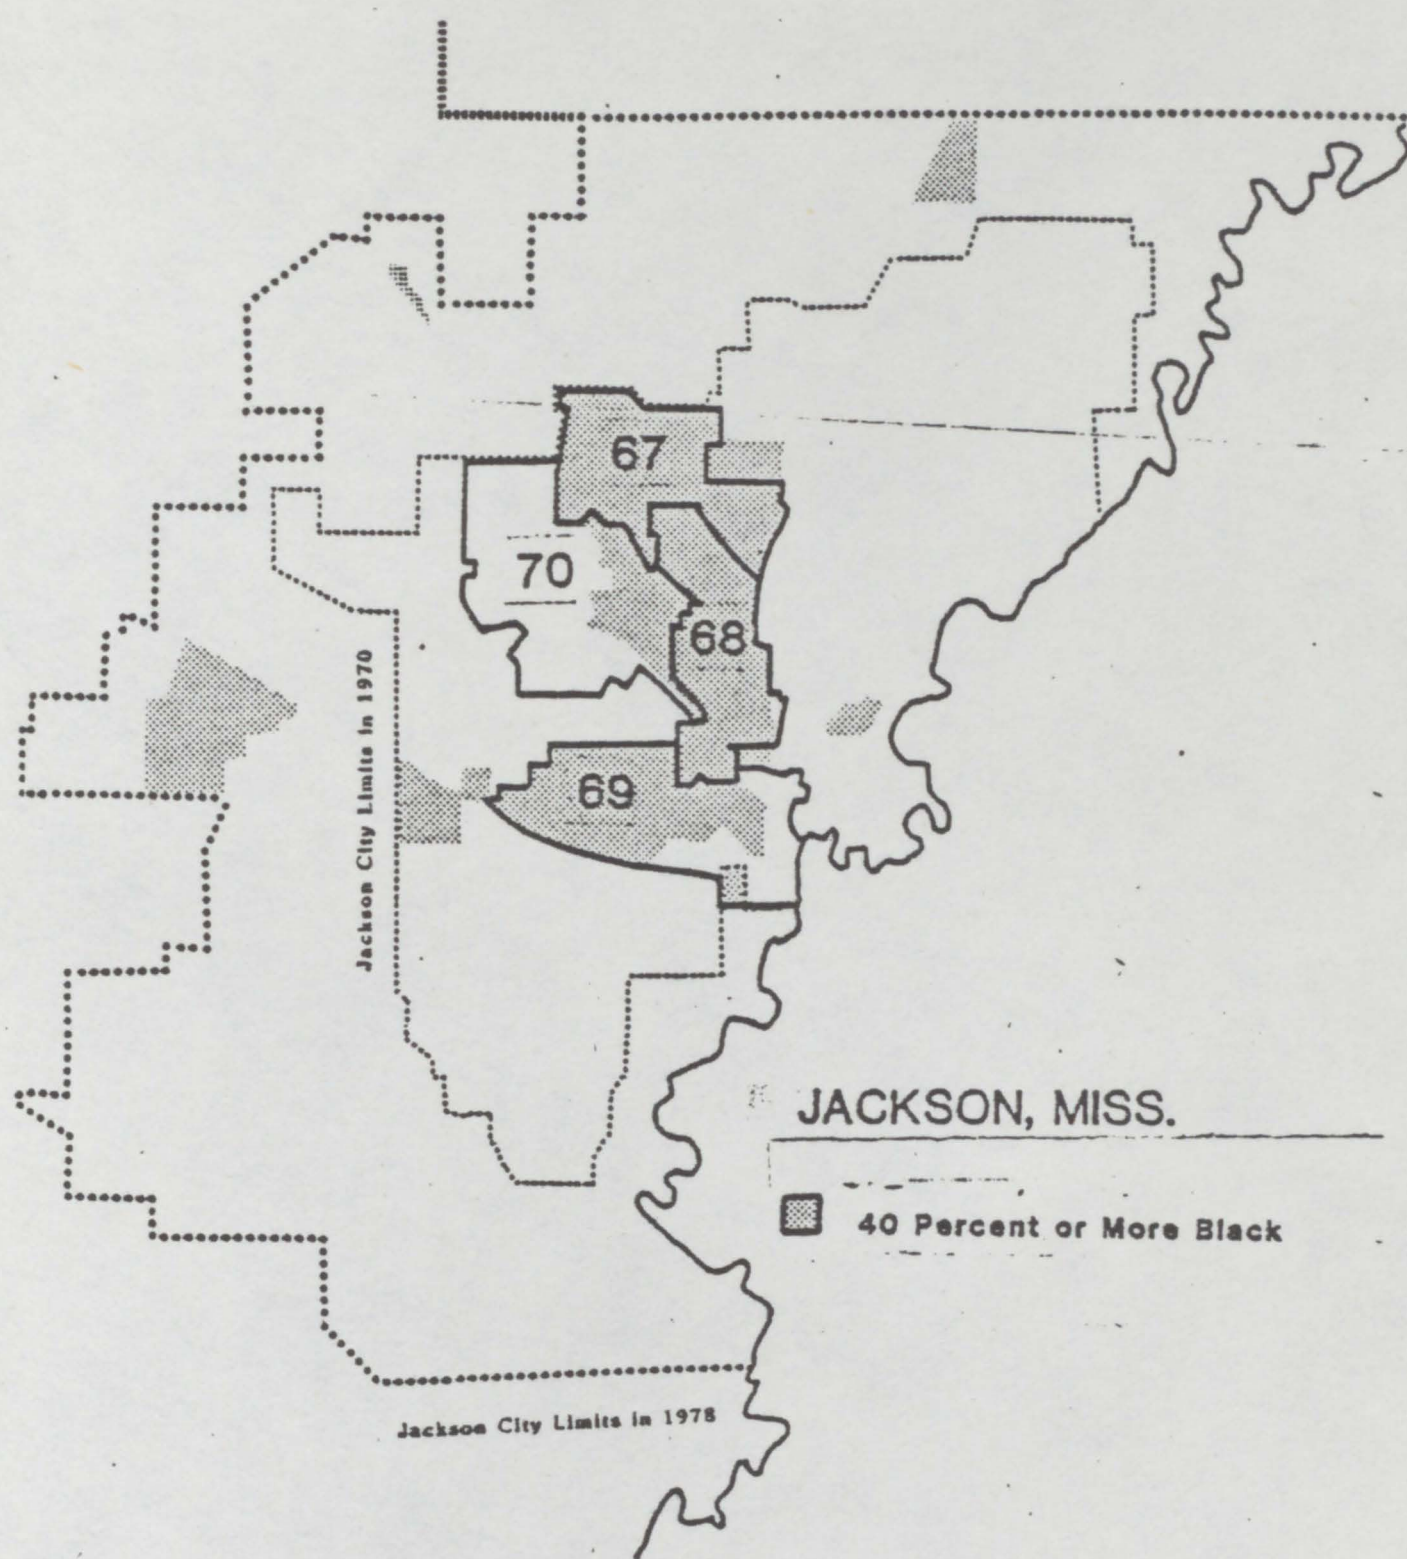 67
70
68
69
Jackson City Limits in 1970
JACKSON, MISS.
40 Percent or More Black
Jackson City Limits in 1978